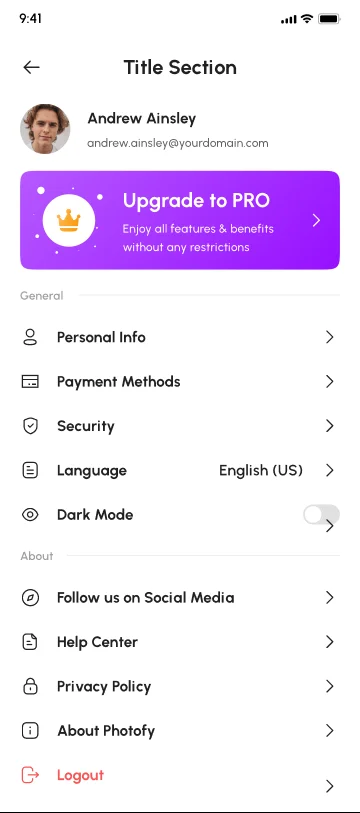 9:41
Title Section
Andrew Ainsley
andrew.ainsley@yourdomain.com
Upgrade to PRO
Enjoy all features & benefits
without any restrictions
General
Personal Info
Payment Methods
Security
Language English (US)
Dark Mode
About
Follow us on Social Media
Help Center
Privacy Policy
About Photofy
Logout